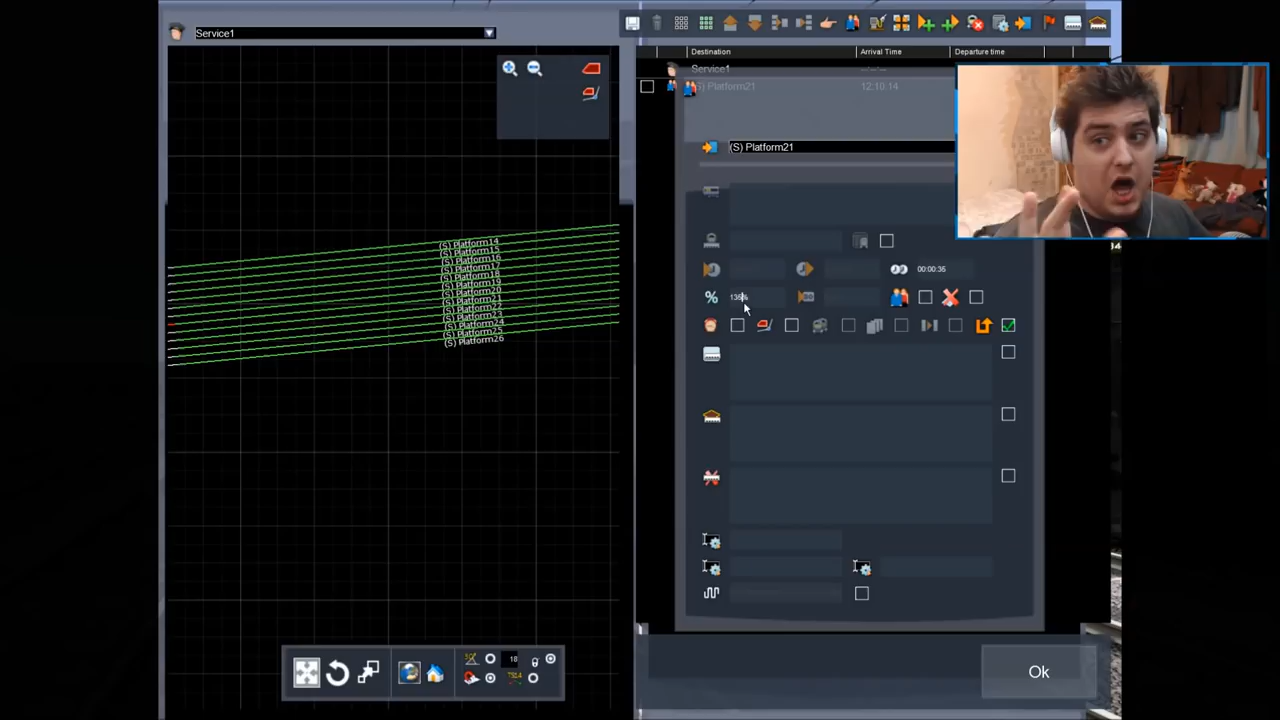 Service1
Destination
Arrival Time
Departure time
Service1
(S) Platform21
12.10.14
(S) Platform21
(S) Platform14
(S) Platform15
(S) Platform16
(S) Platform17
(S) Platform18
(S) Platform19
(S) Platform20
(S) Platform21
(S) Platform22
(S) Platform23
(S) Platform24
(S) Platform25
(S) Platform26
00:00:36
18
Ok